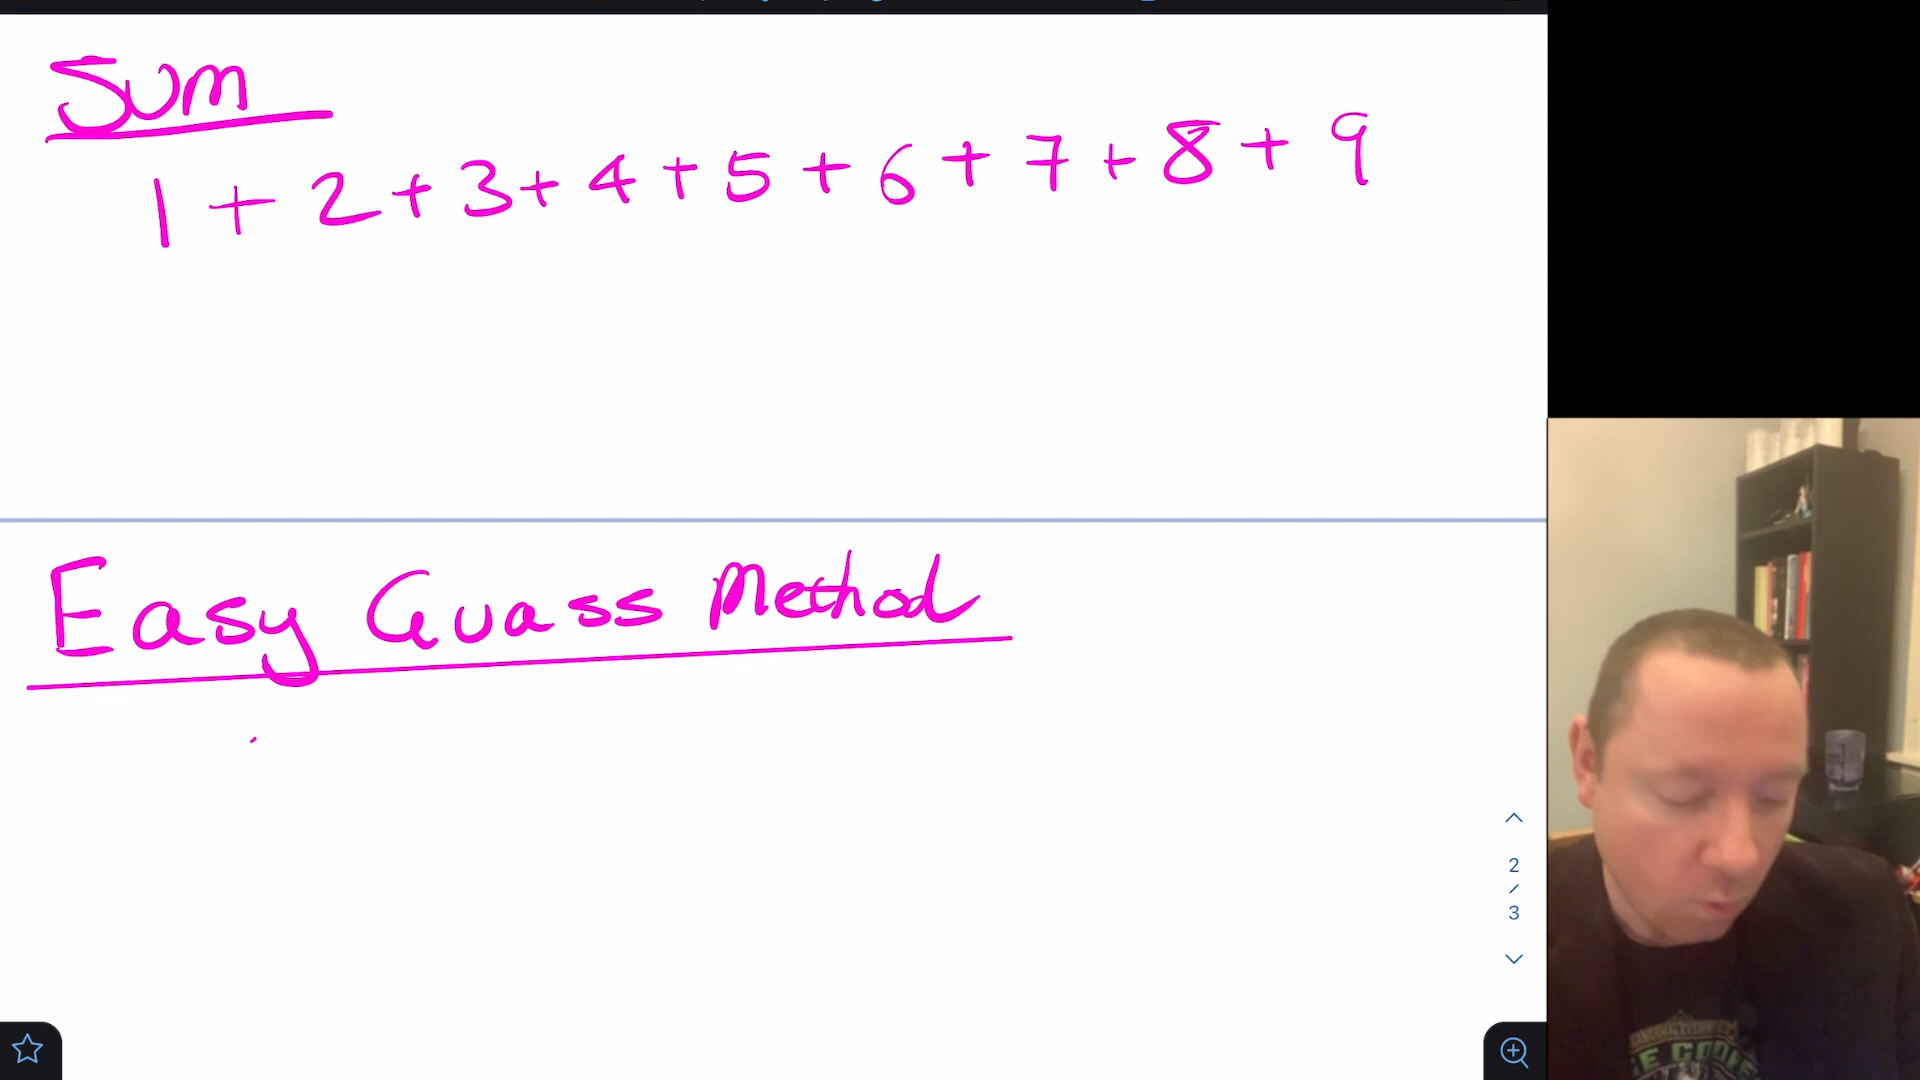 Sum
1 + 2 + 3 + 4 + 5 + 6 + 7 + 8 + 9
Easy Guass Method
2
/
3